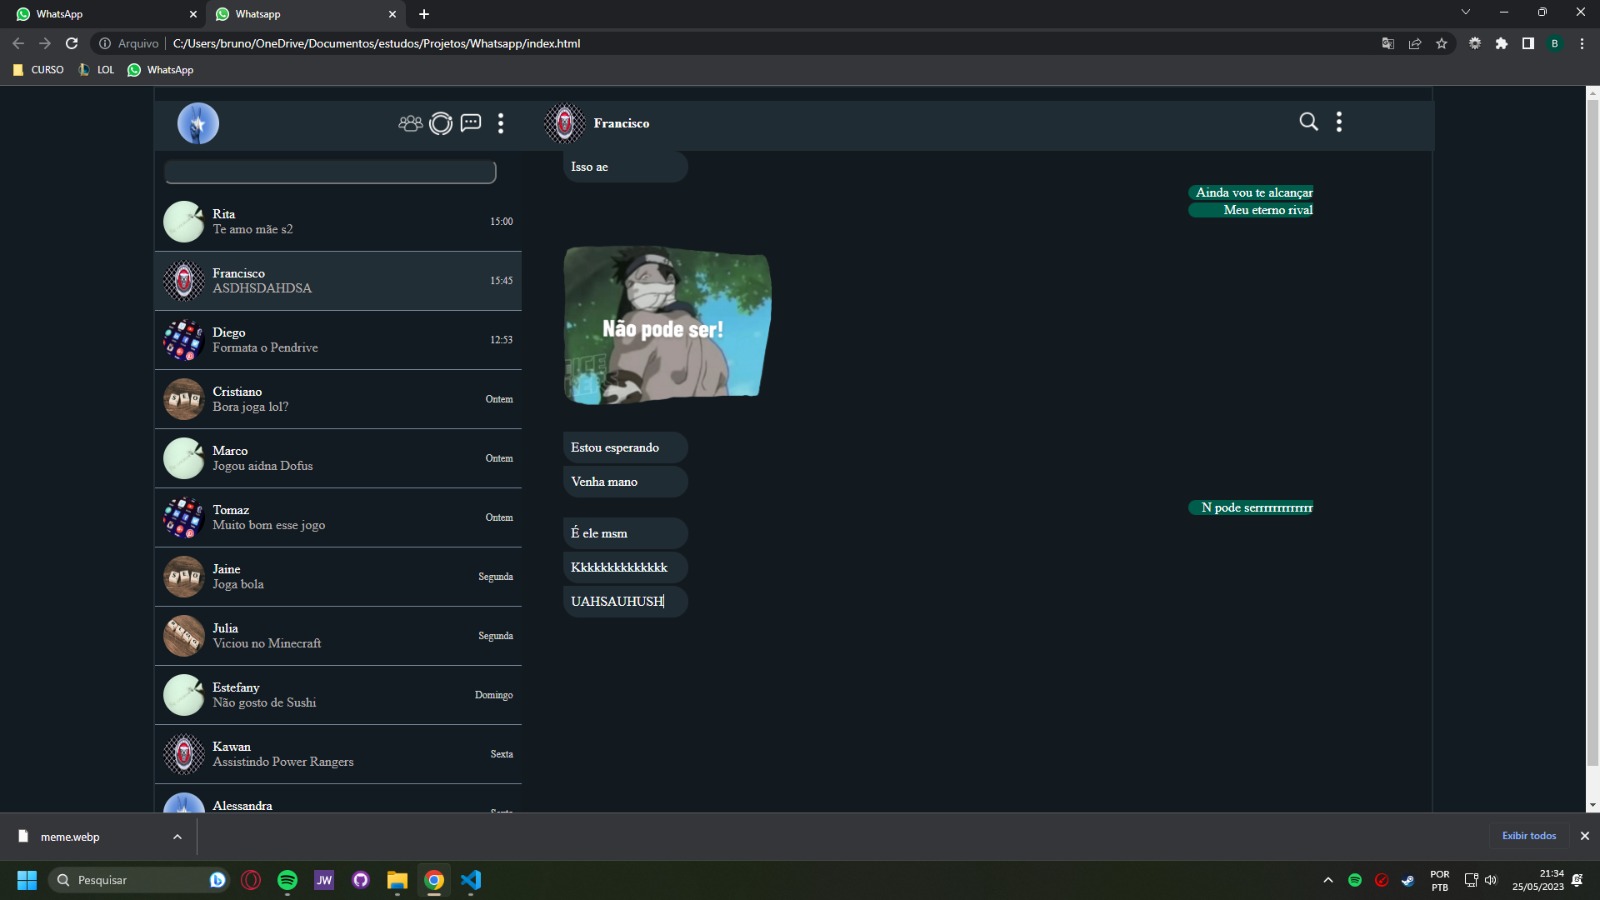 WhatsApp
Whatsapp
Arquivo
C:/Users/bruno/OneDrive/Documentos/estudos/Projetos/Whatsapp/index.html
B
CURSO
LOL
WhatsApp
Francisco
Rita
Te amo mãe s2
15:00
Francisco
ASDHSDAHDSA
15:45
Diego
Formata o Pendrive
12:53
Cristiano
Bora joga lol?
Ontem
Marco
Jogou aidna Dofus
Ontem
Tomaz
Muito bom esse jogo
Ontem
Jaine
Joga bola
Segunda
Julia
Viciou no Minecraft
Segunda
Estefany
Não gosto de Sushi
Domingo
Kawan
Assistindo Power Rangers
Sexta
Alessandra
Isso ae
Ainda vou te alcançar
Meu eterno rival
Não pode ser!
Estou esperando
Venha mano
N pode serrrrrrrrrrrrr
É ele msm
Kkkkkkkkkkkkkk
UAHSAUHUSH
meme.webp
Exibir todos
Pesquisar
JW
POR
PTB
21:34
25/05/2023